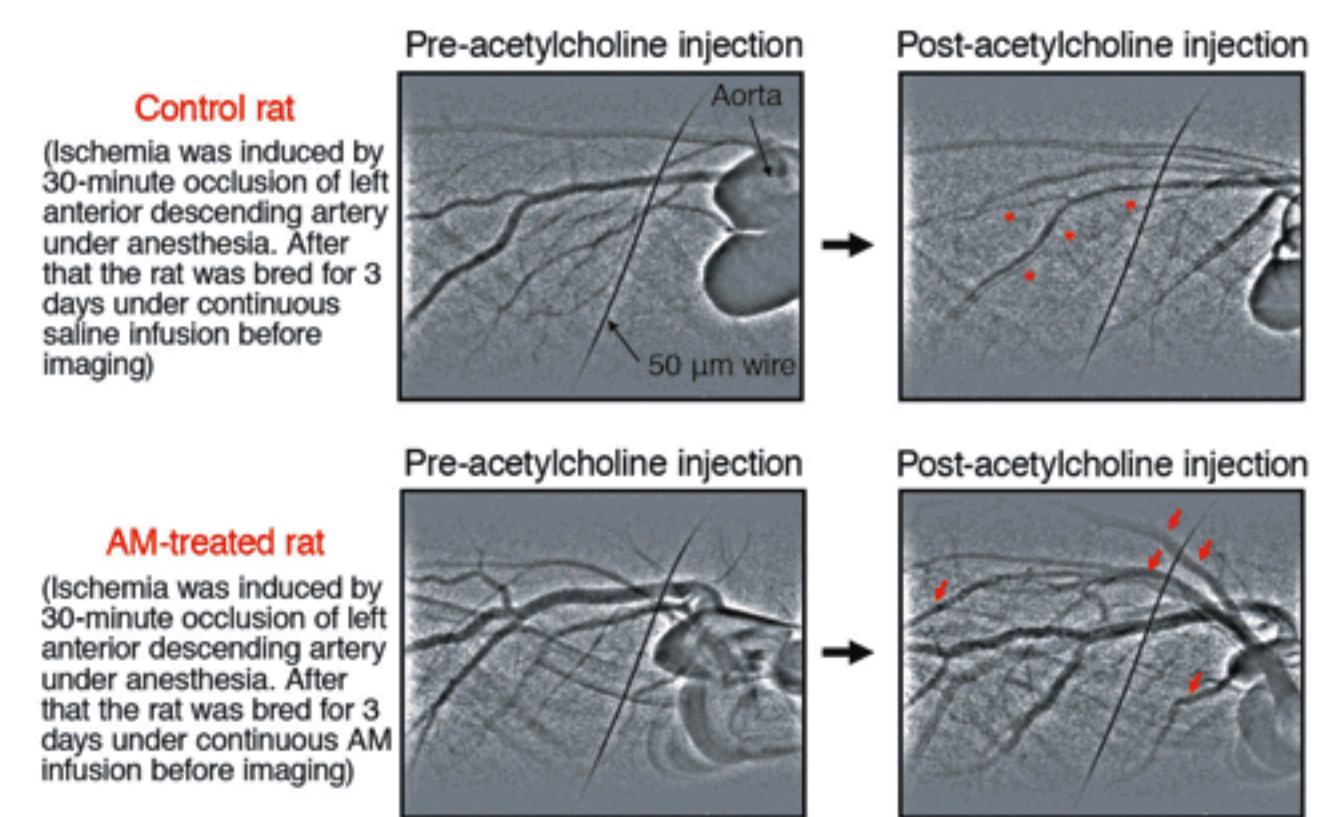 Pre-acetylcholine injection
Post-acetylcholine injection
Control rat
(Ischemia was induced by
30-minute occlusion of left
anterior descending artery
under anesthesia. After
that the rat was bred for 3
days under continuous
saline infusion before
imaging)
Aorta
50 μm wire
Pre-acetylcholine injection
Post-acetylcholine injection
AM-treated rat
(Ischemia was induced by
30-minute occlusion of left
anterior descending artery
under anesthesia. After
that the rat was bred for 3
days under continuous AM
infusion before imaging)